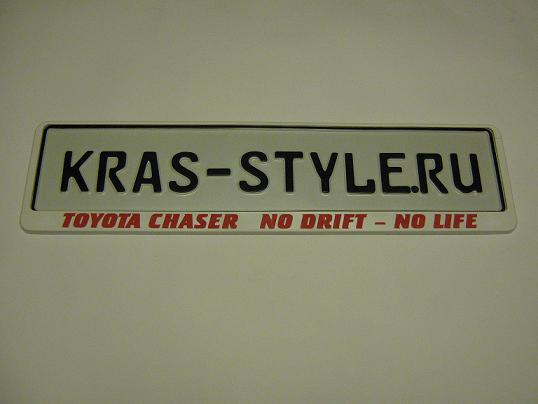 KRAS-STYLE.RU
TOYOTA CHASER NO DRIFT - NO LIFE